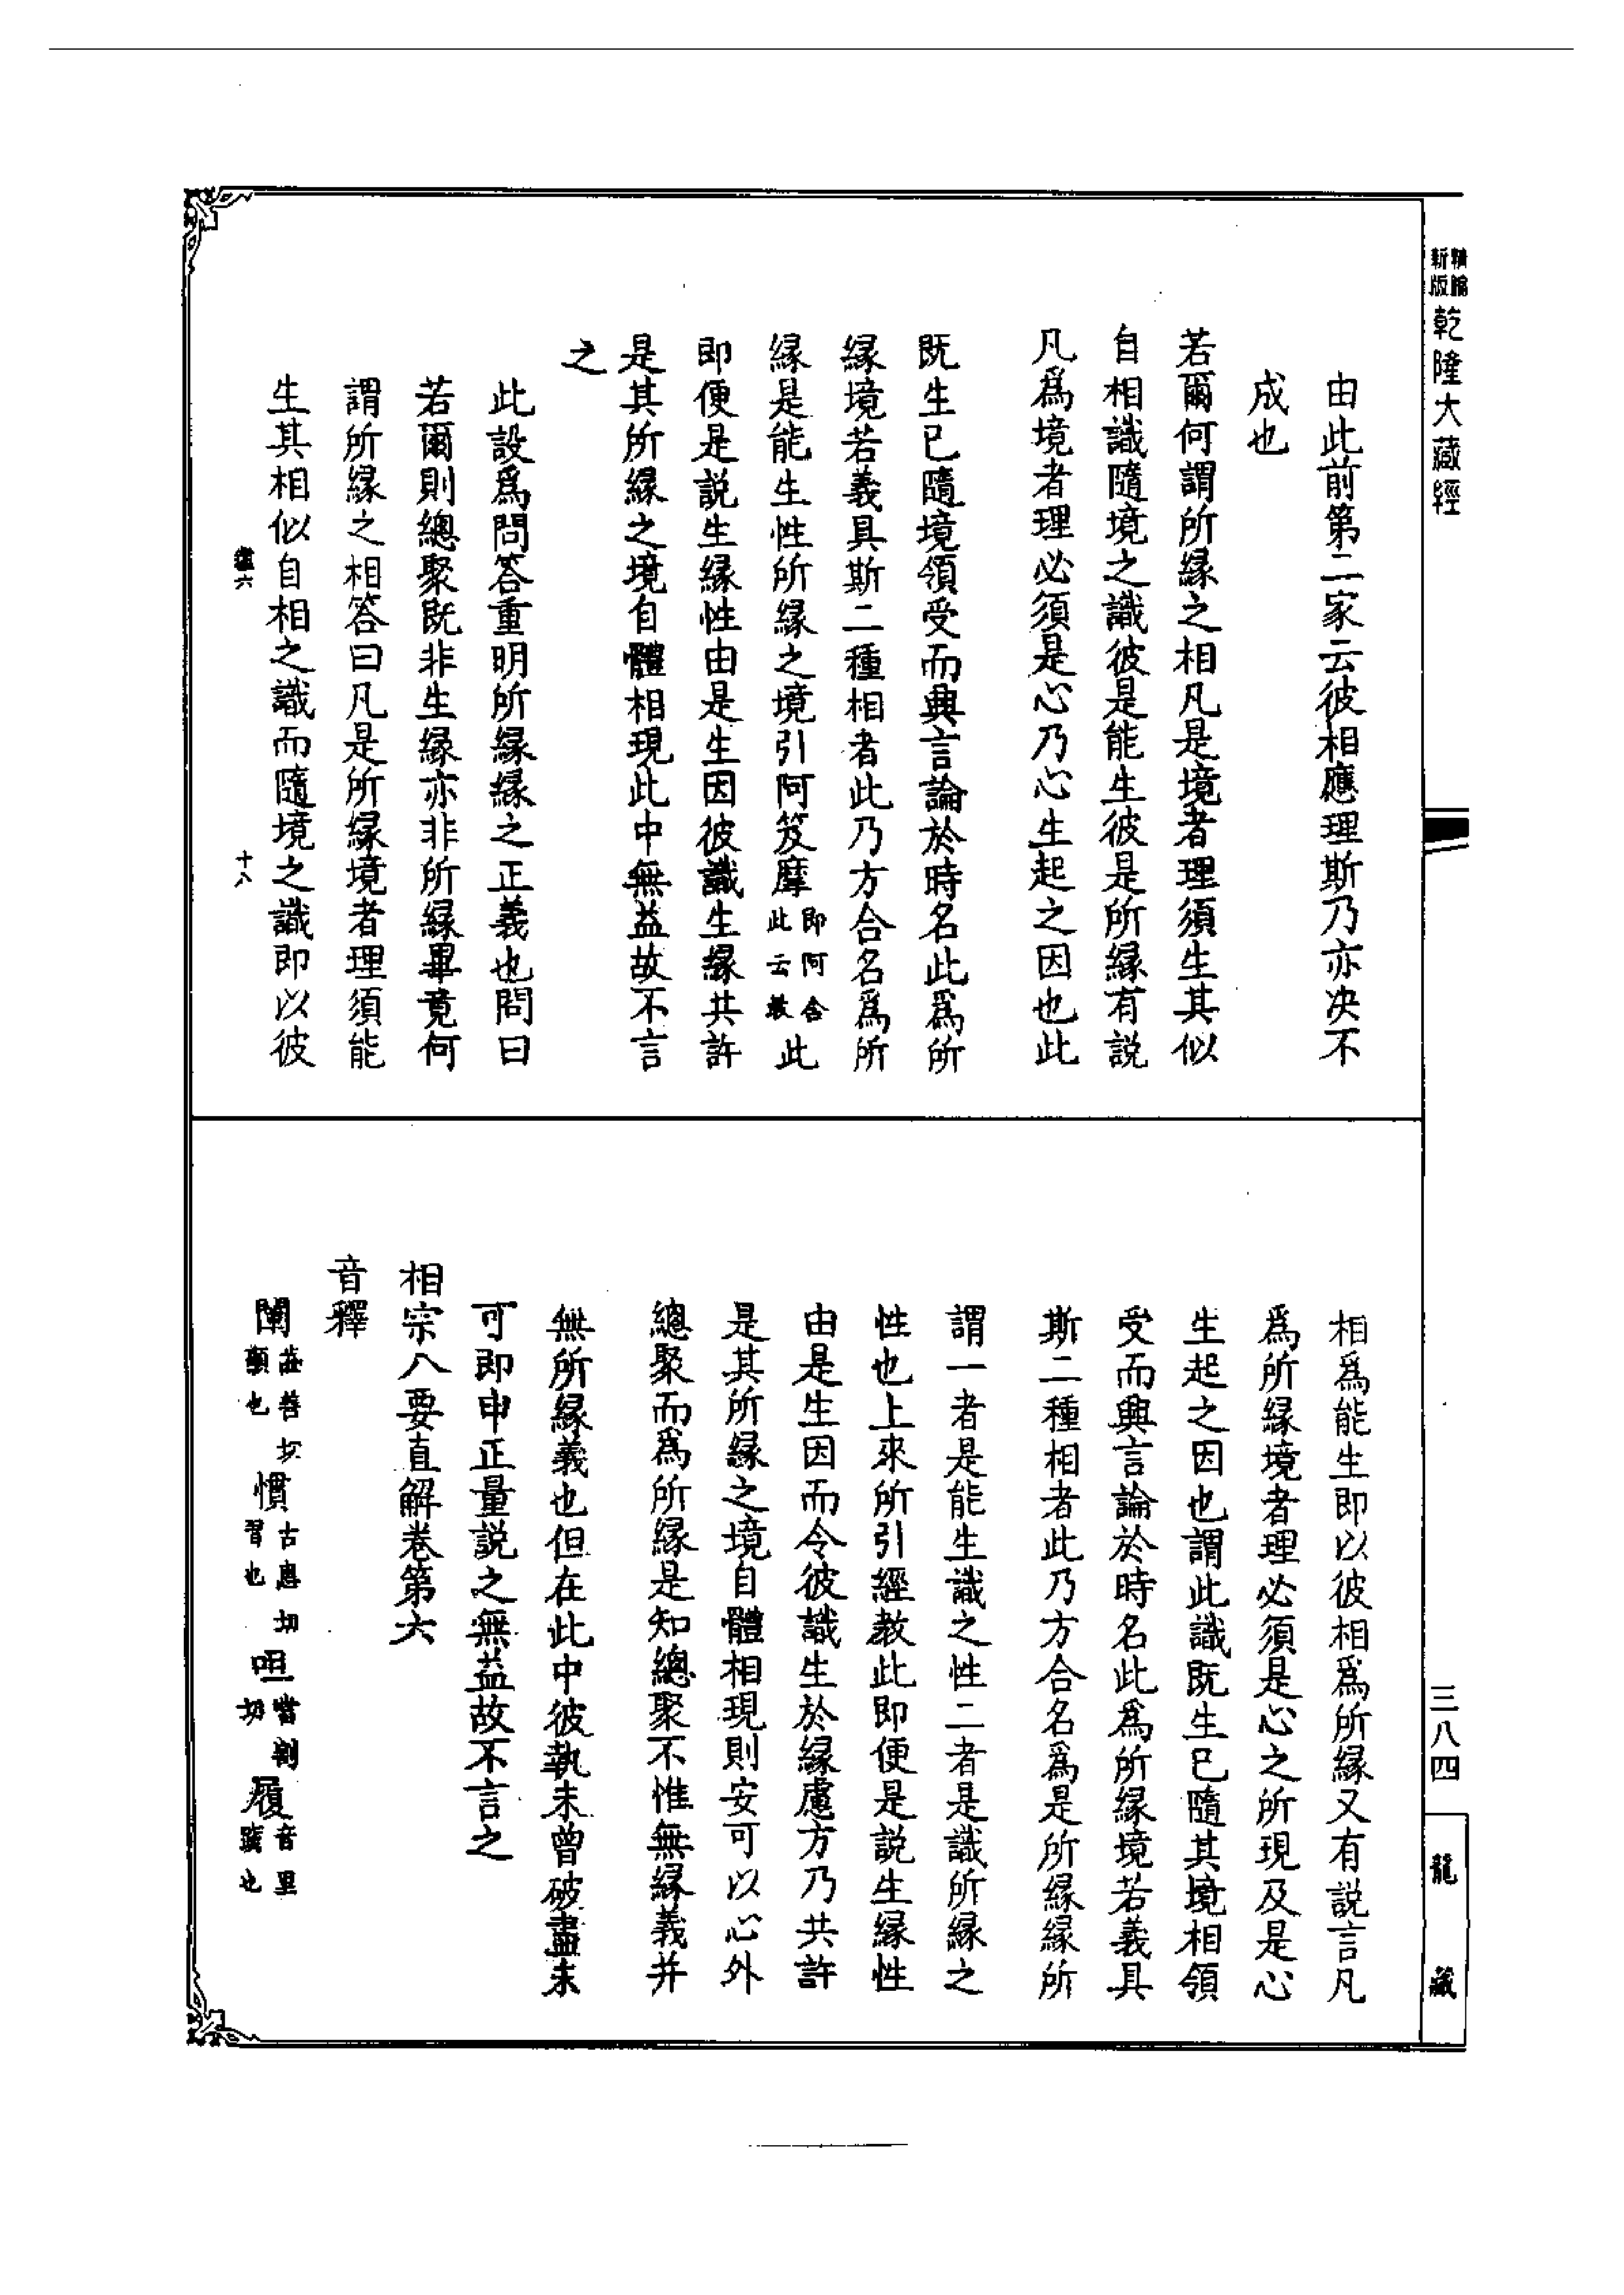 精編
新版
乾隆大藏經
由此前第二家云彼相應理斯乃亦决不
成也
若爾何謂所緣之相凡是境者理須生其似
自相識隨境之識彼是能生彼是所緣有說
凡爲境者理必須是心乃心生起之因也此
既生已隨境領受而興言論於時名此爲所
緣境若義具斯二種相者此乃方合名爲所
緣是能生性所緣之境引阿笈摩即阿含此云教此
即便是說生緣性由是生因彼識生緣共許
是其所緣之境自體相現此中無益故不言
之
此設爲問答重明所緣緣之正義也問曰
若爾則總聚既非生緣亦非所緣畢竟何
謂所緣之相答曰凡是所緣境者理須能
生其相似自相之識而隨境之識即以彼
六
十八
相爲能生即以彼相爲所緣又有說言凡
爲所緣境者理必須是心之所現及是心
生起之因也謂此識既生已隨其境相領
受而興言論於時名此爲所緣境若義具
斯二種相者此乃方合名爲是所緣緣所
謂一者是能生識之性二者是識所緣之
性也上來所引經教此即便是說生緣性
由是生因而令彼識生於緣慮方乃共許
是其所緣之境自體相現則安可以心外
總聚而爲所緣是知總聚不惟無緣義并
無所緣義也但在此中彼執未曾破盡未
可即申正量說之無益故不言之
相宗八要直解卷第六
音釋
闡齒善切顯也 慣古患切習也 呾當割切 履音里踐也
三八四
龍藏